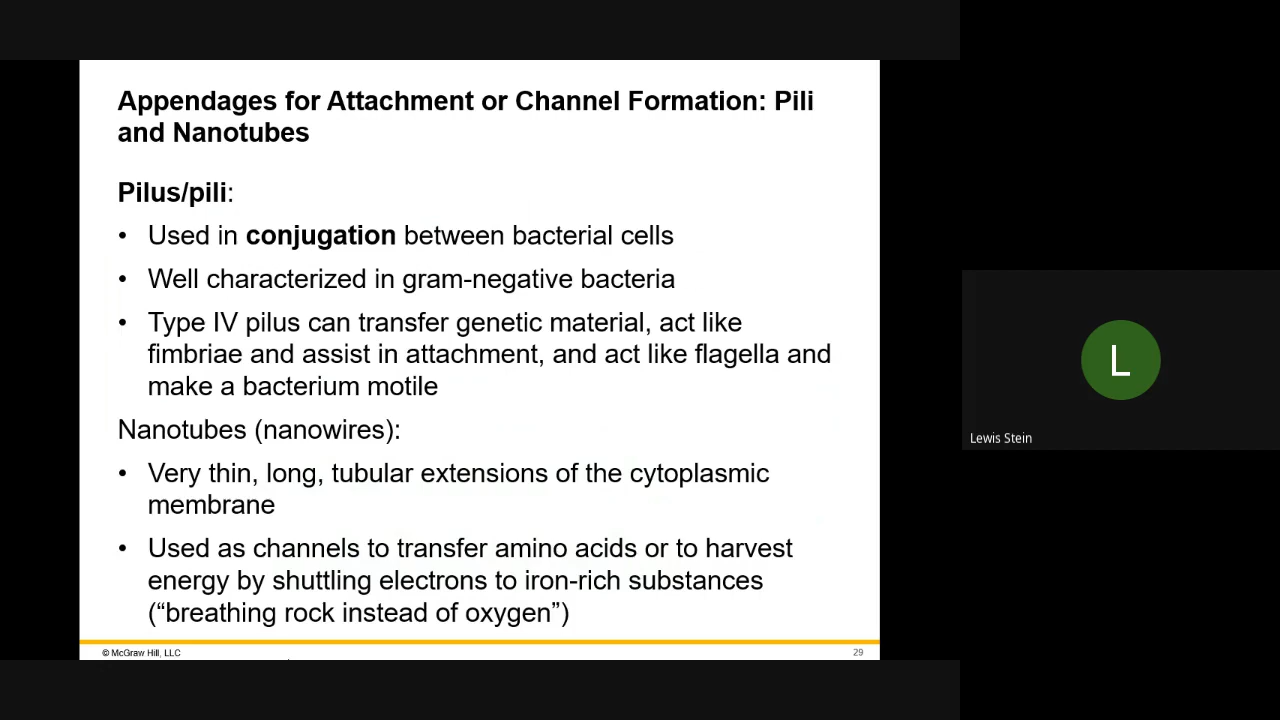 Appendages for Attachment or Channel Formation: Pili
and Nanotubes
Pilus/pili:
• Used in conjugation between bacterial cells
• Well characterized in gram-negative bacteria
• Type IV pilus can transfer genetic material, act like
fimbriae and assist in attachment, and act like flagella and
make a bacterium motile
Nanotubes (nanowires):
• Very thin, long, tubular extensions of the cytoplasmic
membrane
• Used as channels to transfer amino acids or to harvest
energy by shuttling electrons to iron-rich substances
(“breathing rock instead of oxygen”)
© McGraw Hill, LLC
29
L
Lewis Stein